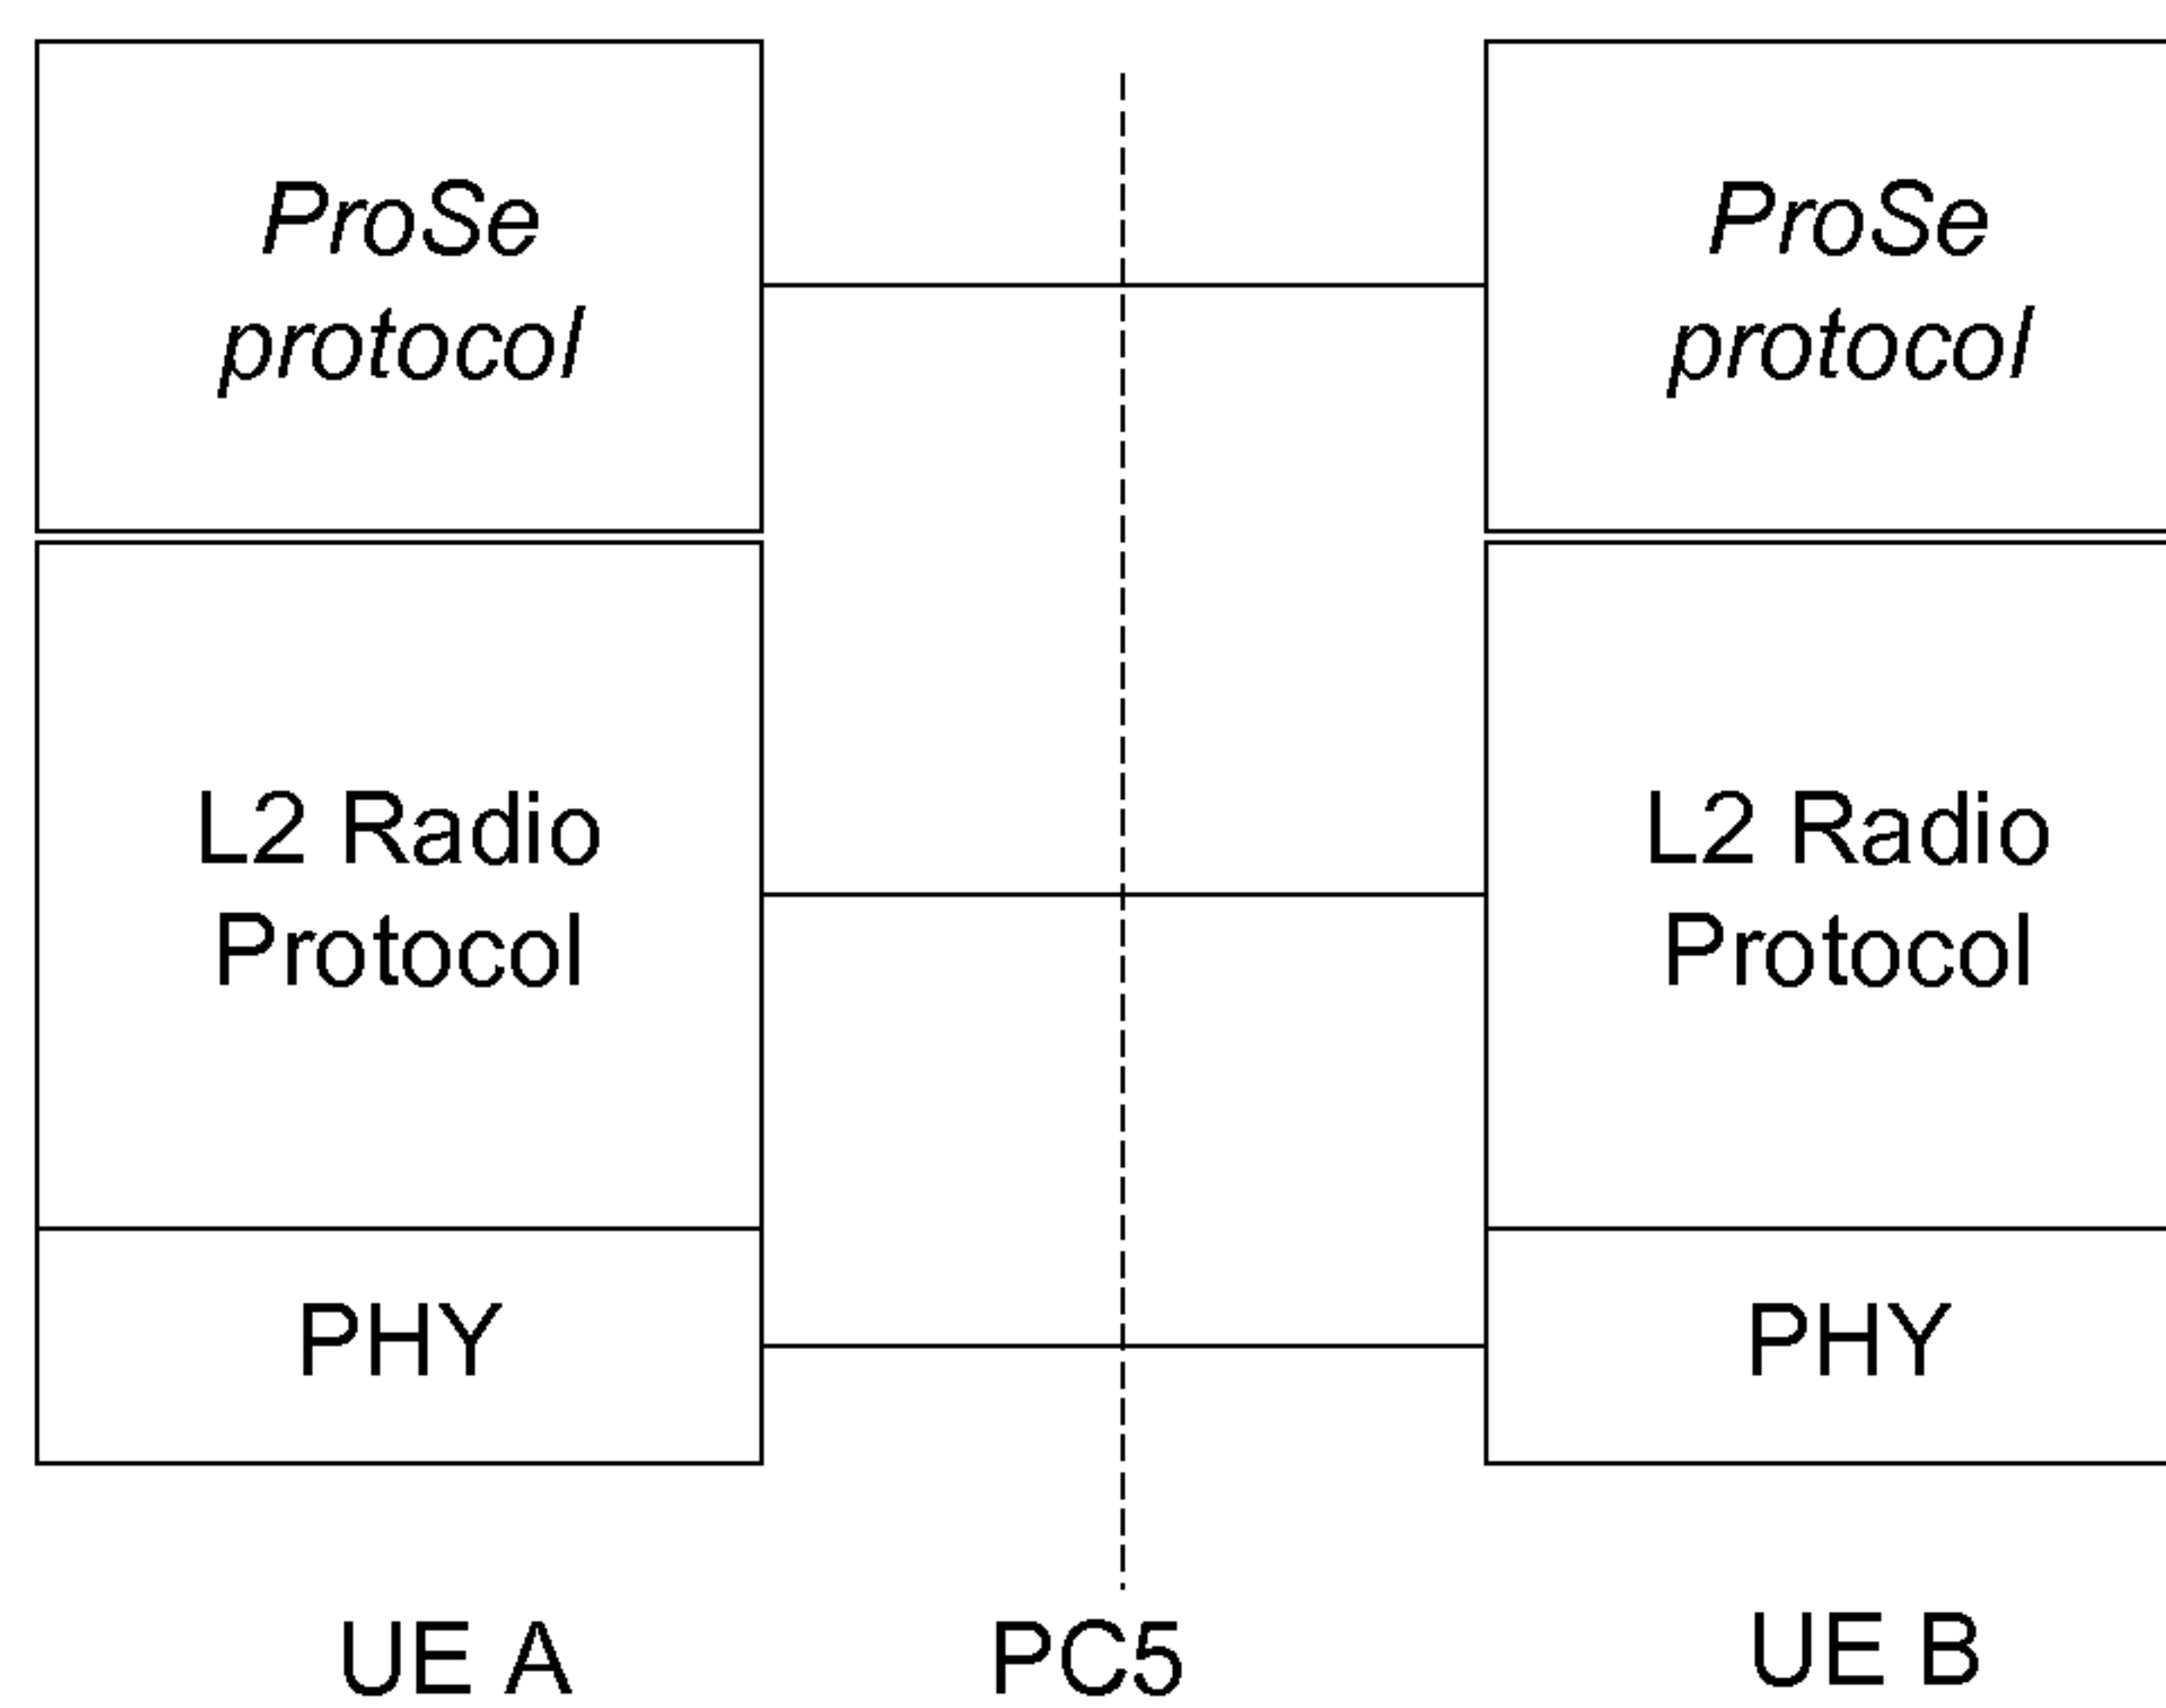 ProSe
protocol
ProSe
protocol
L2 Radio
Protocol
L2 Radio
Protocol
PHY
PHY
UE A
PC5
UE B